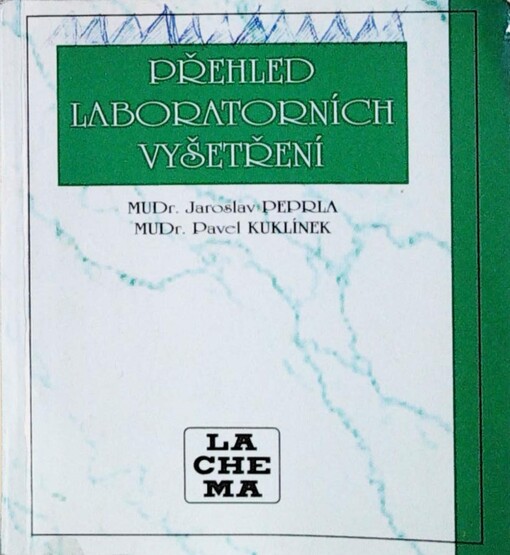 PŘEHLED
LABORATORNÍCH
VYŠETŘENÍ
MUDr. Jaroslav PEPRLA
MUDr. Pavel KUKLÍNEK
LA
CHE
MA